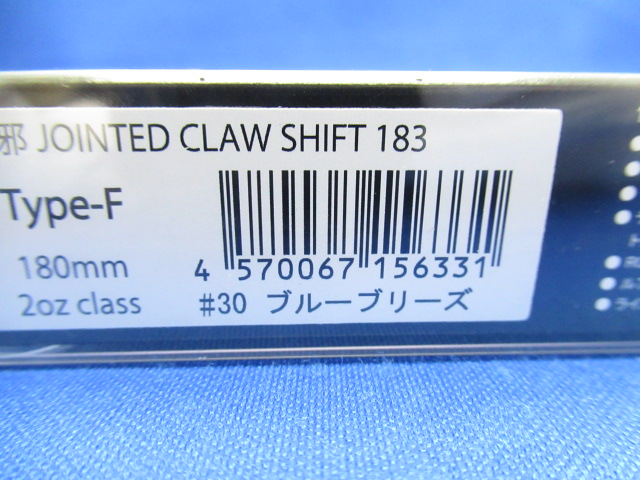 邪 JOINTED CLAW SHIFT 183
Type-F
180mm
2oz class
4 570067 156331
#30 ブルーブリーズ